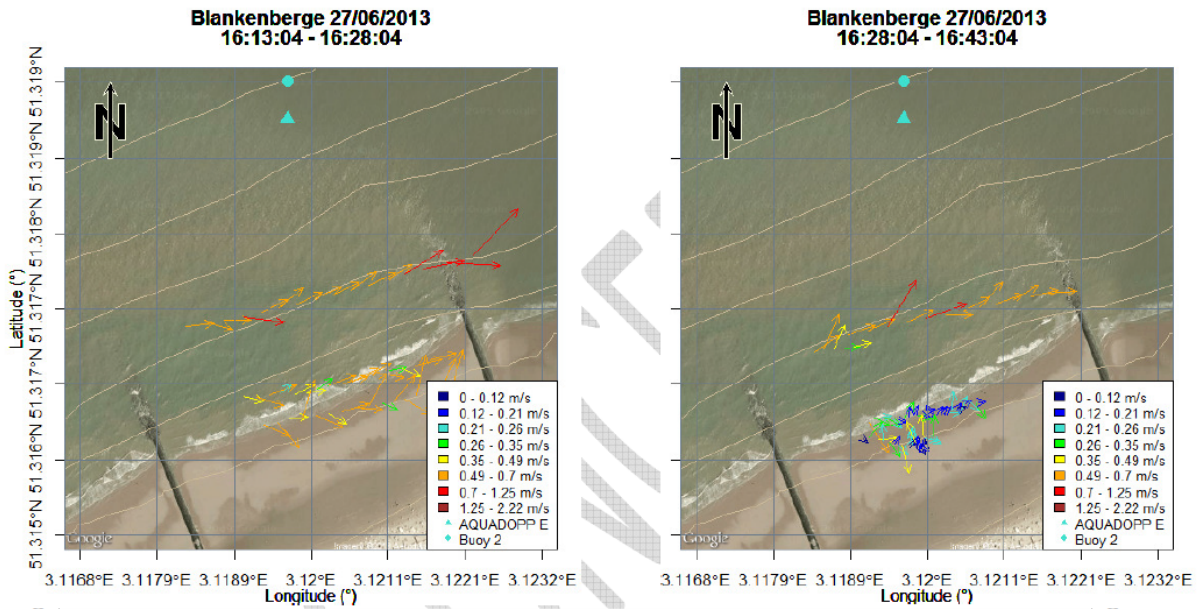 Blankenberge 27/06/2013
16:13:04 - 16:28:04
Latitude (°)
51.319°N
51.319°N
51.318°N
51.317°N
51.317°N
51.316°N
51.315°N
N
0 - 0.12 m/s
0.12 - 0.21 m/s
0.21 - 0.26 m/s
0.26 - 0.35 m/s
0.35 - 0.49 m/s
0.49 - 0.7 m/s
0.7 - 1.25 m/s
1.25 - 2.22 m/s
AQUADOPP E
Buoy 2
Google
3.1168°E 3.1179°E 3.1189°E 3.12°E 3.1211°E 3.1221°E 3.1232°E
Longitude (°)
Blankenberge 27/06/2013
16:28:04 - 16:43:04
N
0 - 0.12 m/s
0.12 - 0.21 m/s
0.21 - 0.26 m/s
0.26 - 0.35 m/s
0.35 - 0.49 m/s
0.49 - 0.7 m/s
0.7 - 1.25 m/s
1.25 - 2.22 m/s
AQUADOPP E
Buoy 2
Google
3.1168°E 3.1179°E 3.1189°E 3.12°E 3.1211°E 3.1221°E 3.1232°E
Longitude (°)